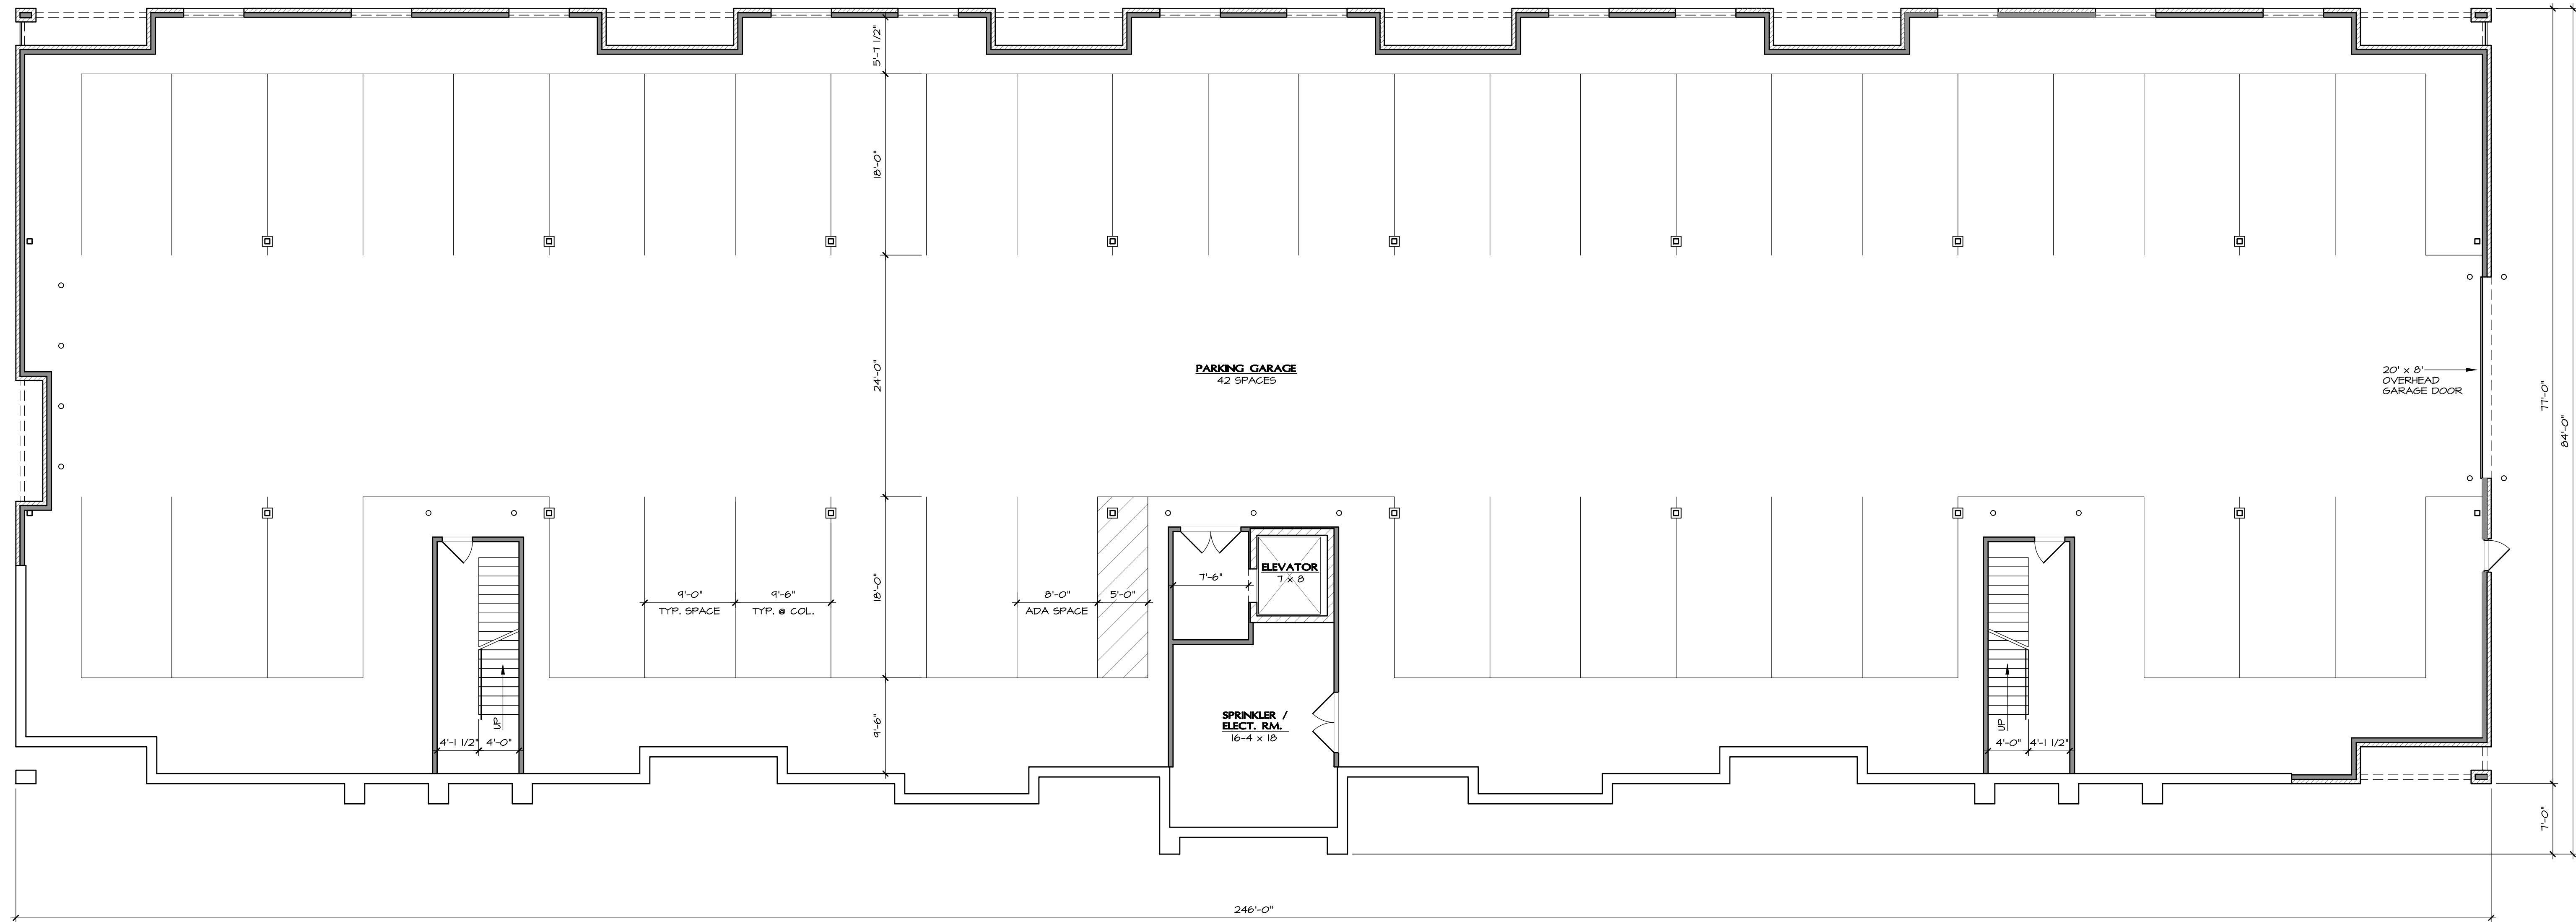 5'-7 1/2"
18'-0"
24'-0"
PARKING GARAGE
42 SPACES
20' x 8'
OVERHEAD
GARAGE DOOR
77'-0"
84'-0"
ELEVATOR
7 x 8
7'-6"
9'-0"
TYP. SPACE
9'-6"
TYP. @ COL.
18'-0"
8'-0"
ADA SPACE
5'-0"
SPRINKLER /
ELECT. RM.
16-4 x 18
UP
4'-1 1/2"
4'-0"
9'-6"
UP
4'-0"
4'-1 1/2"
7'-0"
246'-0"